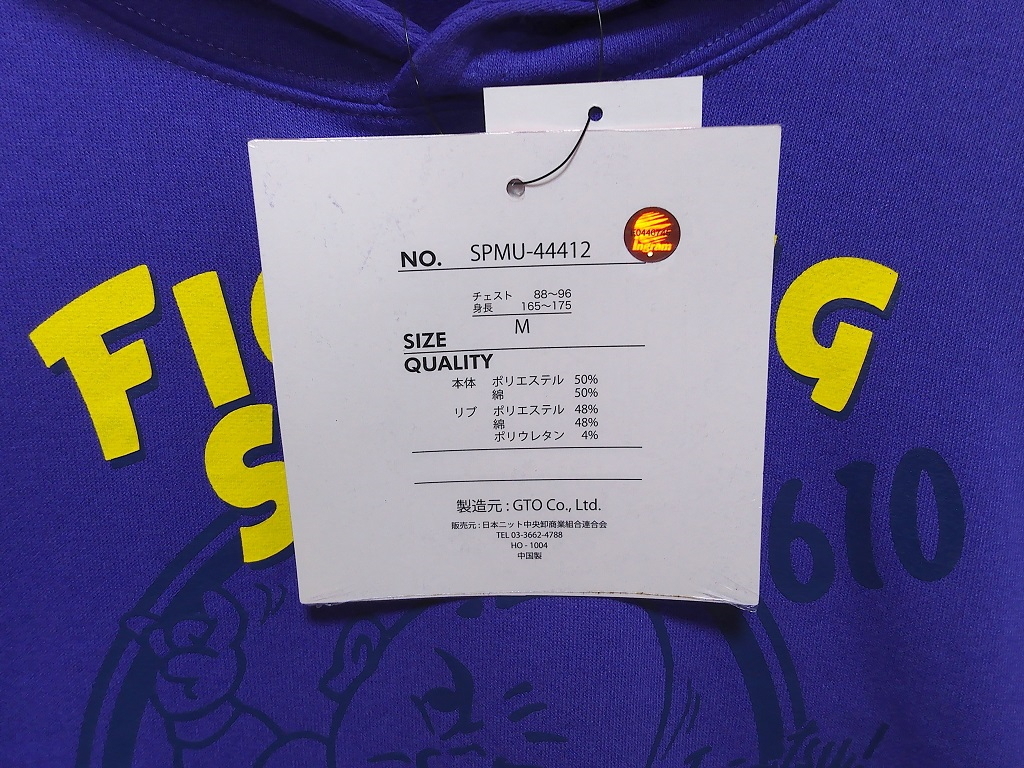 NO. SPMU-44412
Ingram
チェスト 88〜96
身長 165〜175
SIZE M
QUALITY
本体 ポリエステル 50%
綿 50%
リブ ポリエステル 48%
綿 48%
ポリウレタン 4%
製造元 : GTO Co., Ltd.
販売元 : 日本ニット中央卸商業組合連合会
TEL 03-3662-4788
HO - 1004
中国製
610